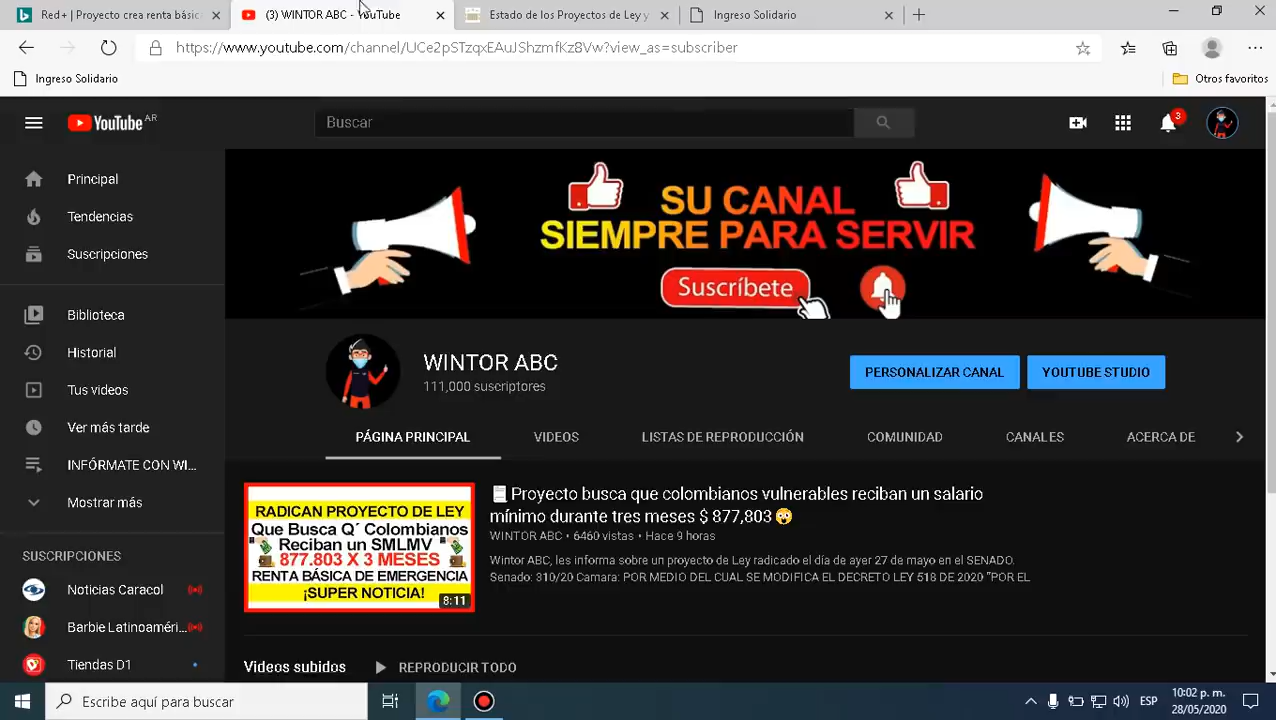 Red+ | Proyecto crea renta básic
(3) WINTOR ABC - YouTube
Estado de los Proyectos de Ley y
Ingreso Solidario
https://www.youtube.com/channel/UCe2pSTzqxEAuJShzmfKz8Vw?view_as=subscriber
Ingreso Solidario
Otros favoritos
YouTube AR
Buscar
3
Principal
Tendencias
Suscripciones
Biblioteca
Historial
Tus videos
Ver más tarde
INFÓRMATE CON WI...
Mostrar más
SUSCRIPCIONES
Noticias Caracol
Barbie Latinoaméri...
Tiendas D1
SU CANAL
SIEMPRE PARA SERVIR
Suscríbete
WINTOR ABC
111,000 suscriptores
PERSONALIZAR CANAL
YOUTUBE STUDIO
PÁGINA PRINCIPAL
VIDEOS
LISTAS DE REPRODUCCIÓN
COMUNIDAD
CANALES
ACERCA DE
RADICAN PROYECTO DE LEY
Que Busca Q´ Colombianos
"Reciban un SMLMV"
877.803 X 3 MESES
RENTA BÁSICA DE EMERGENCIA
¡SUPER NOTICIA!
8:11
Proyecto busca que colombianos vulnerables reciban un salario
mínimo durante tres meses $ 877,803
WINTOR ABC • 6460 vistas • Hace 9 horas
Wintor ABC, les informa sobre un proyecto de Ley radicado el día de ayer 27 de mayo en el SENADO.
Senado: 310/20 Camara: POR MEDIO DEL CUAL SE MODIFICA EL DECRETO LEY 518 DE 2020 "POR EL
Videos subidos
REPRODUCIR TODO
Escribe aquí para buscar
ESP
10:02 p. m.
28/05/2020